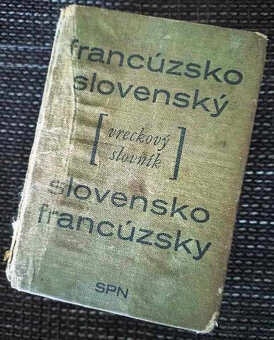 francúzsko
slovenský
[vreckový
slovník]
slovensko
francúzsky
SPN